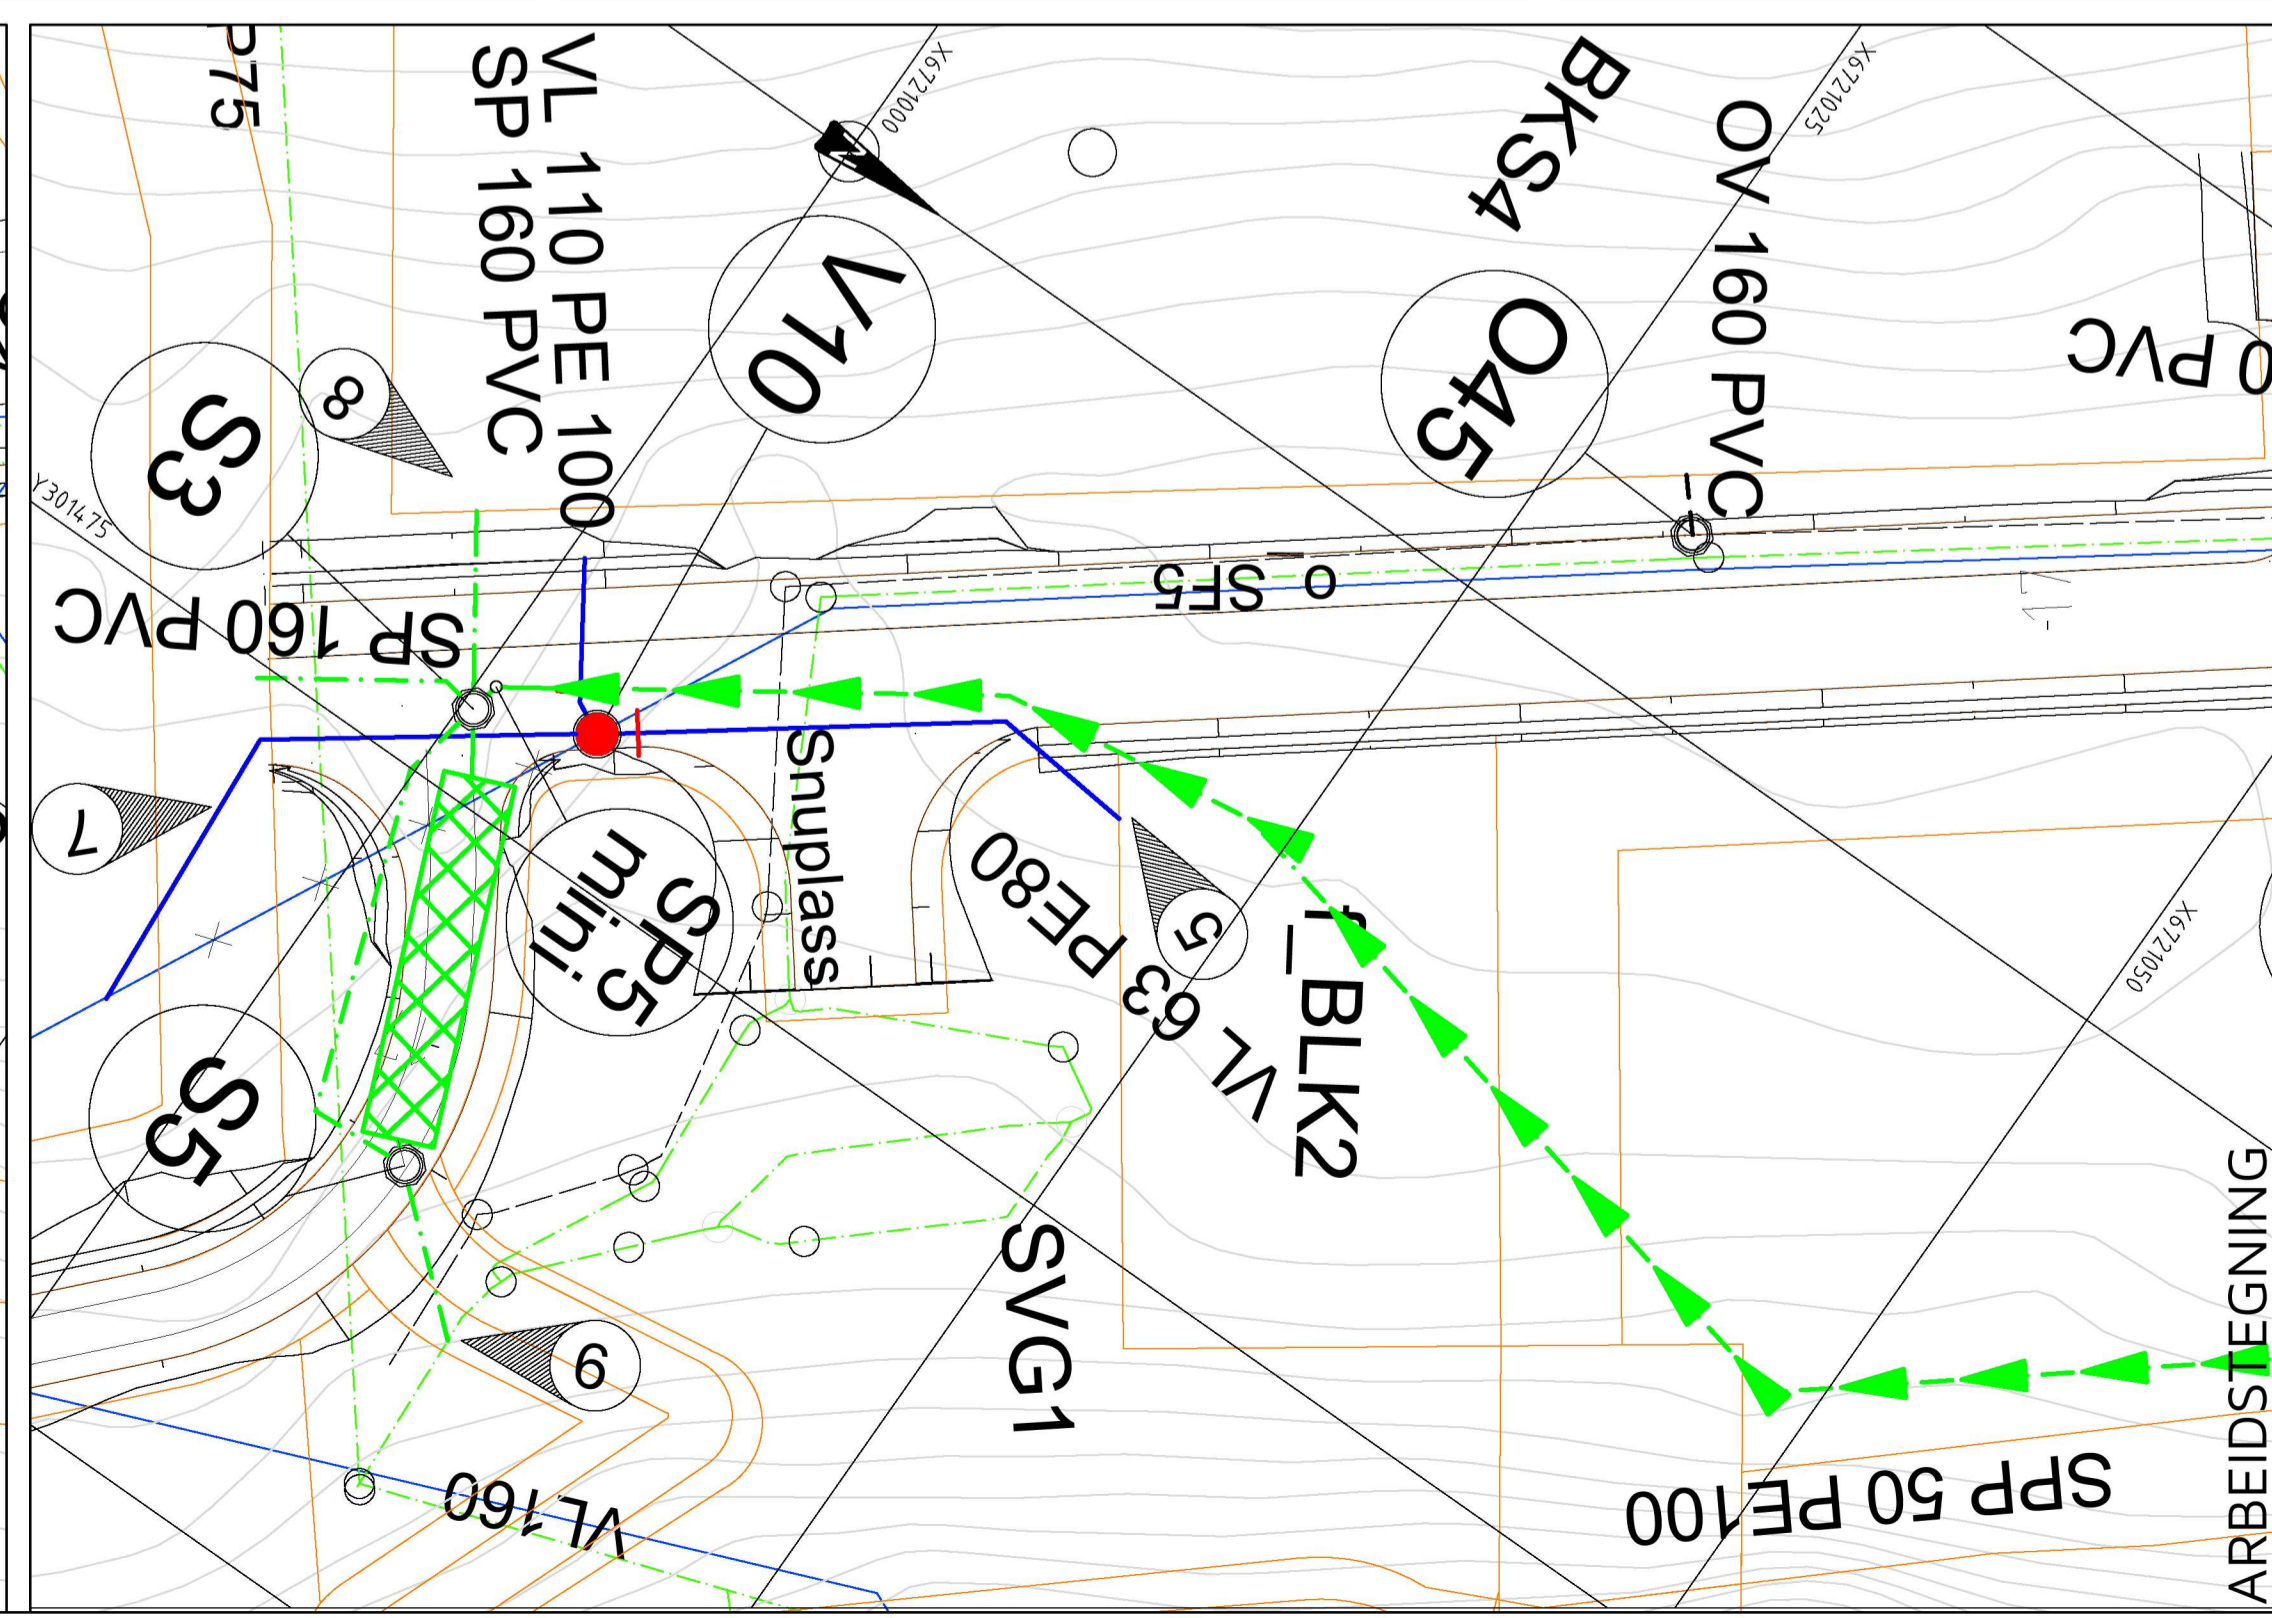 P75
VL 110 PE 100
SP 160 PVC
X6721000
N
BKS4
X6721025
OV 160 PVC
V10
O45
0 PVC
S3
8
Y301475
SP 160 PVC
o_SF5
7
Snuplass
SP5
mini
VL 63 PE80
5
f_BLK2
X6721050
S5
SVG1
9
VL160
SPP 50 PE100
ARBEIDSTEGNING